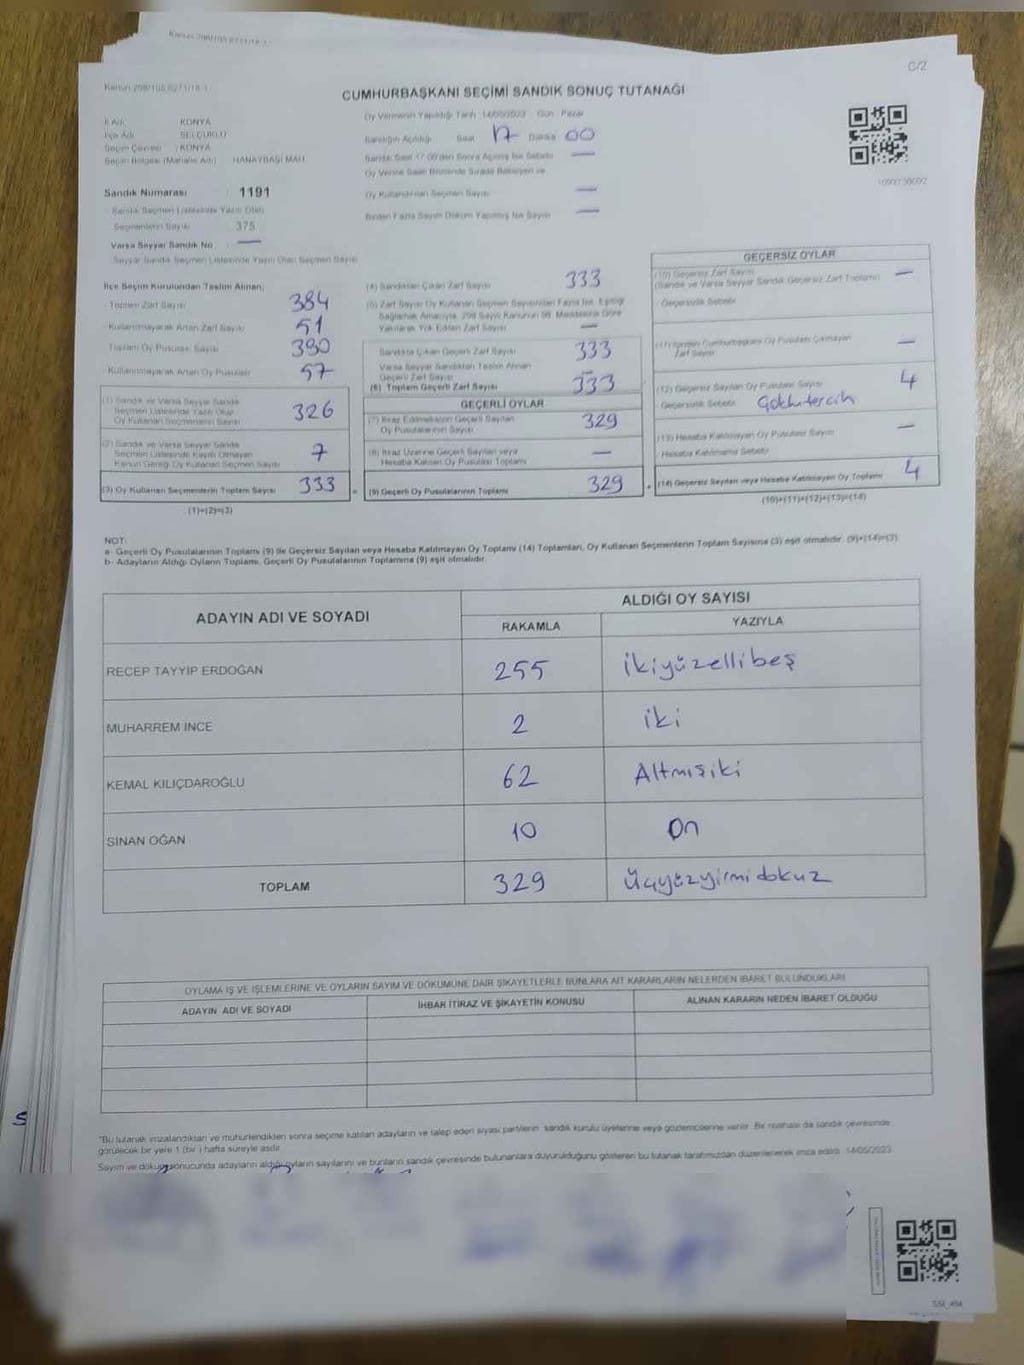 C/2
CUMHURBAŞKANI SEÇİMİ SANDIK SONUÇ TUTANAĞI
İl Adı : KONYA
İlçe Adı : SELÇUKLU
Seçim Çevresi : KONYA
Seçim Bölgesi (Mahalle Adı) : HANAYBAŞI MAH.
Sandık Numarası : 1191
Sandık Seçmen Listesinde Yazılı Olan
Seçmenlerin Sayısı : 375
Varsa Seyyar Sandık No : —
Seyyar Sandık Seçmen Listesinde Yazılı Olan Seçmen Sayısı
Oy Vermenin Yapıldığı Tarih : 14/05/2023 Gün : Pazar
Sandığın Açıldığı Saat 17 Dakika 00
Sandık Saat 17.00'den Sonra Açılmış İse Sebebi —
Oy Verme Saati Bitiminde Sırada Bekleyen ve
Oy Kullandırılan Seçmen Sayısı —
Birden Fazla Sayım Döküm Yapılmış İse Sayısı —
İlçe Seçim Kurulundan Teslim Alınan;
- Toplam Zarf Sayısı 384
- Kullanılmayarak Artan Zarf Sayısı 51
- Toplam Oy Pusulası Sayısı 390
- Kullanılmayarak Artan Oy Pusulası 57
(1) Sandık ve Varsa Seyyar Sandık
Seçmen Listesinde Yazılı Olup
Oy Kullanan Seçmenlerin Sayısı 326
(2) Sandık ve Varsa Seyyar Sandık
Seçmen Listesinde Kayıtlı Olmayan
Kanun Gereği Oy Kullanan Seçmen Sayısı 7
(3) Oy Kullanan Seçmenlerin Toplam Sayısı 333
(1)+(2)=(3)
(4) Sandıktan Çıkan Zarf Sayısı 333
(5) Zarf Sayısı Oy Kullanan Seçmen Sayısından Fazla İse, Eşitliği
Sağlamak Amacıyla, 298 Sayılı Kanunun 98. Maddesine Göre
Yakılarak Yok Edilen Zarf Sayısı —
Sandıkta Çıkan Geçerli Zarf Sayısı 333
Varsa Seyyar Sandıktan Teslim Alınan
Geçerli Zarf Sayısı —
(6) Toplam Geçerli Zarf Sayısı 333
GEÇERLİ OYLAR
(7) İtiraz Edilmeksizin Geçerli Sayılan
Oy Pusulalarının Sayısı 329
(8) İtiraz Üzerine Geçerli Sayılan veya
Hesaba Katılan Oy Pusulası Toplamı —
(9) Geçerli Oy Pusulalarının Toplamı 329
GEÇERSİZ OYLAR
(10) Geçersiz Zarf Sayısı —
(Sandık ve Varsa Seyyar Sandık Geçersiz Zarf Toplamı)
Geçersizlik Sebebi
(11) İçinden Cumhurbaşkanı Oy Pusulası Çıkmayan
Zarf Sayısı —
(12) Geçersiz Sayılan Oy Pusulası Sayısı 4
Geçersizlik Sebebi
(13) Hesaba Katılmayan Oy Pusulası Sayısı —
Hesaba Katılmama Sebebi
(14) Geçersiz Sayılan veya Hesaba Katılmayan Oy Toplamı 4
(10)+(11)+(12)+(13)=(14)
NOT:
a- Geçerli Oy Pusulalarının Toplamı (9) ile Geçersiz Sayılan veya Hesaba Katılmayan Oy Toplamı (14) Toplamları, Oy Kullanan Seçmenlerin Toplam Sayısına (3) eşit olmalıdır. (9)+(14)=(3)
b- Adayların Aldığı Oyların Toplamı, Geçerli Oy Pusulalarının Toplamına (9) eşit olmalıdır.
ADAYIN ADI VE SOYADI
ALDIĞI OY SAYISI
RAKAMLA YAZIYLA
RECEP TAYYİP ERDOĞAN 255 ikiyüzellibeş
MUHARREM İNCE 2 iki
KEMAL KILIÇDAROĞLU 62 Altmışiki
SİNAN OĞAN 10 On
TOPLAM 329 Üçyüzyirmidokuz
OYLAMA İŞ VE İŞLEMLERİNE VE OYLARIN SAYIM VE DÖKÜMÜNE DAİR ŞİKAYETLERLE BUNLARA AİT KARARLARIN NELERDEN İBARET BULUNDUKLARI
ADAYIN ADI VE SOYADI
İHBAR İTİRAZ VE ŞİKAYETİN KONUSU
ALINAN KARARIN NEDEN İBARET OLDUĞU
"Bu tutanak imzalandıktan ve mühürlendikten sonra seçime katılan adayların ve talep eden siyasi partilerin sandık kurulu üyelerine veya gözlemcilerine verilir. Bir nüshası da sandık çevresinde
görülecek bir yere 1 (bir ) hafta süreyle asılır.
Sayım ve döküm sonucunda adayların aldığı oyların sayılarını ve bunların sandık çevresinde bulunanlara duyurulduğunu gösteren bu tutanak tarafımızdan düzenlenerek imza edildi. 14/05/2023